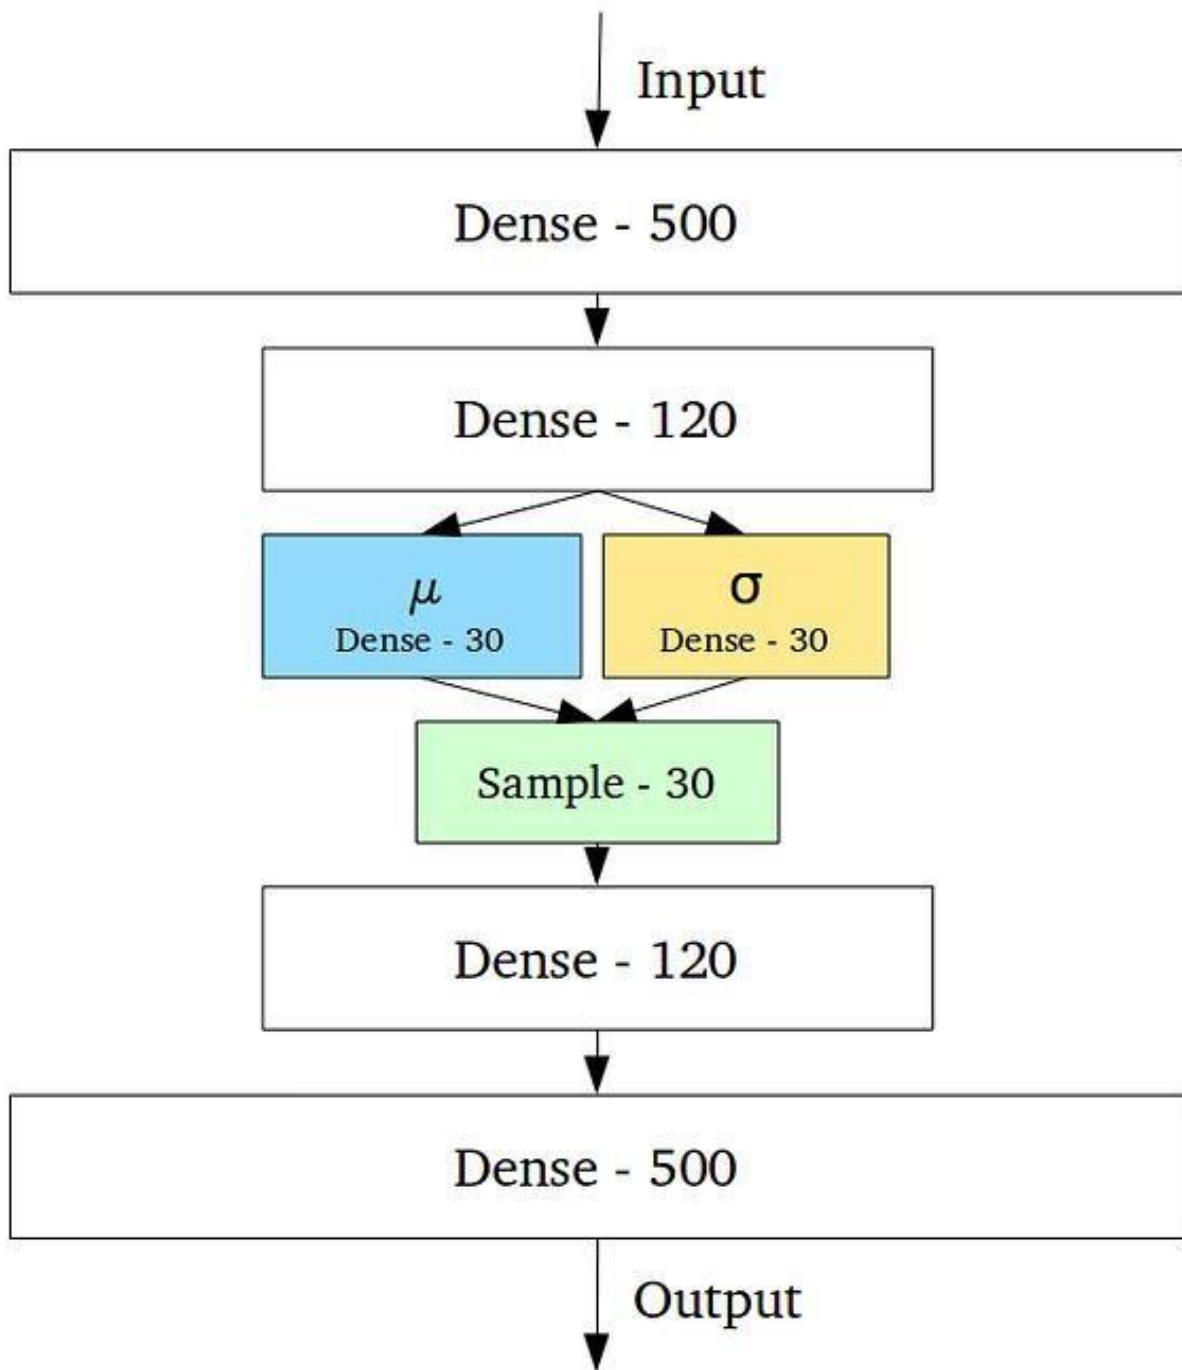 Input
Dense - 500
Dense - 120
μ
Dense - 30
σ
Dense - 30
Sample - 30
Dense - 120
Dense - 500
Output